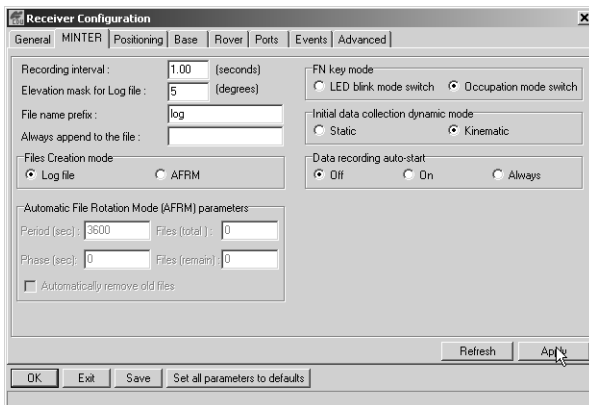 Receiver Configuration
General MINTER Positioning Base Rover Ports Events Advanced
Recording interval : 1.00 (seconds)
Elevation mask for Log file : 5 (degrees)
File name prefix : log
Always append to the file :
Files Creation mode
Log file AFRM
Automatic File Rotation Mode (AFRM) parameters
Period (sec) : 3600 Files (total ) : 0
Phase (sec): 0 Files (remain) : 0
Automatically remove old files
FN key mode
LED blink mode switch Occupation mode switch
Initial data collection dynamic mode
Static Kinematic
Data recording auto-start
Off On Always
Refresh Apply
OK Exit Save Set all parameters to defaults